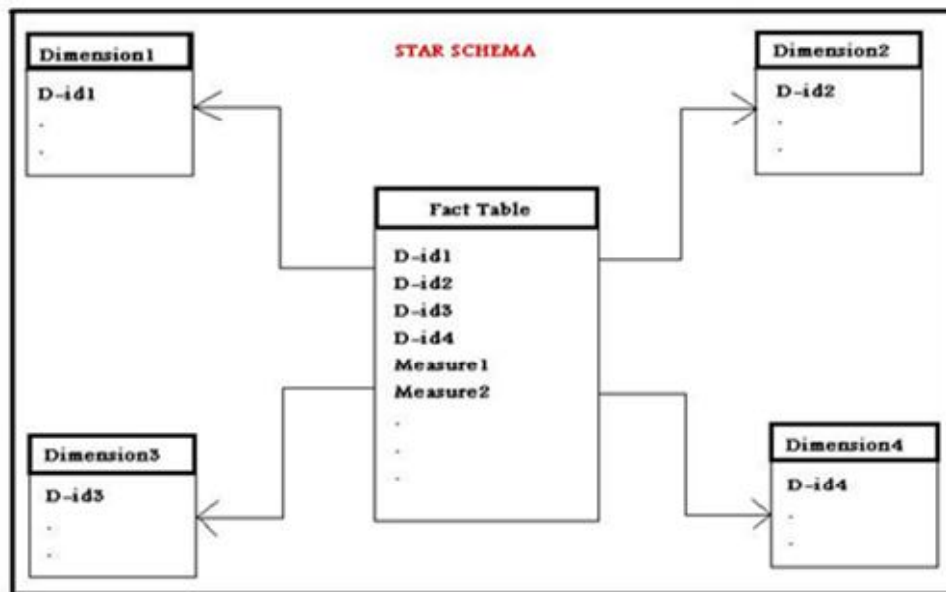 STAR SCHEMA
Dimension1
D-id1
.
.
Dimension2
D-id2
.
.
Fact Table
D-id1
D-id2
D-id3
D-id4
Measure1
Measure2
.
.
.
Dimension3
D-id3
.
.
Dimension4
D-id4
.
.